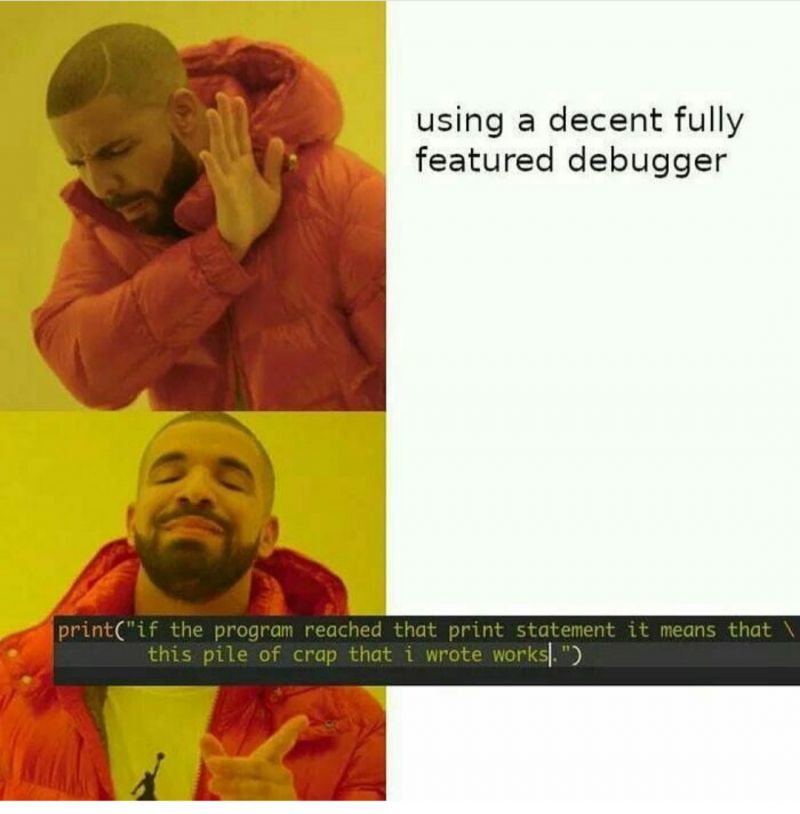 using a decent fully
featured debugger
print("if the program reached that print statement it means that \
this pile of crap that i wrote works.")